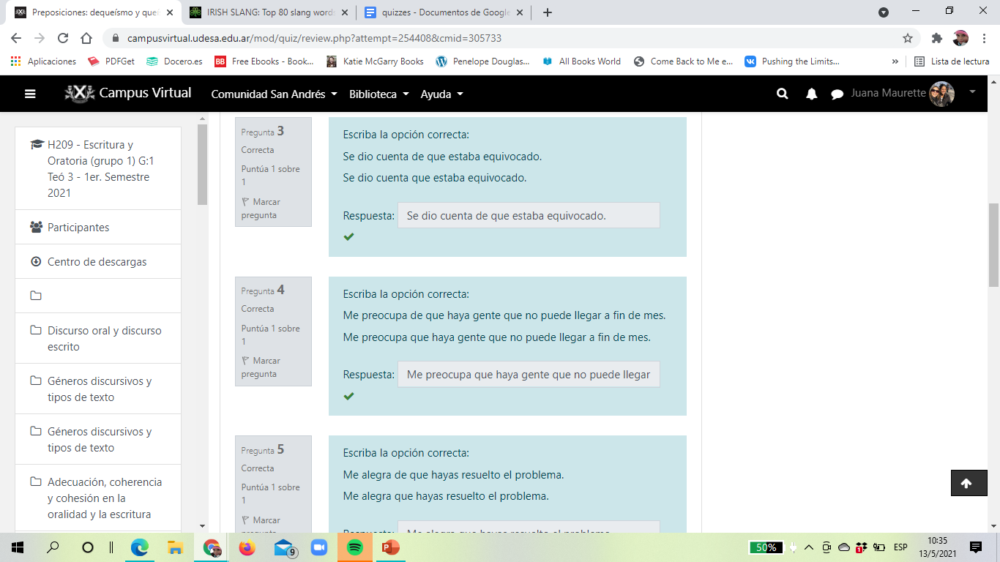 Preposiciones: dequeísmo y que
IRISH SLANG: Top 80 slang words
quizzes - Documentos de Google
campusvirtual.udesa.edu.ar/mod/quiz/review.php?attempt=254408&cmid=305733
Aplicaciones
PDFGet
Docero.es
BB
Free Ebooks - Book...
Katie McGarry Books
Penelope Douglas...
All Books World
Come Back to Me e...
Pushing the Limits...
»
Lista de lectura
Campus Virtual
Comunidad San Andrés
Biblioteca
Ayuda
Juana Maurette
H209 - Escritura y
Oratoria (grupo 1) G:1
Teó 3 - 1er. Semestre
2021
Participantes
Centro de descargas
Discurso oral y discurso
escrito
Géneros discursivos y
tipos de texto
Géneros discursivos y
tipos de texto
Adecuación, coherencia
y cohesión en la
oralidad y la escritura
Pregunta 3
Correcta
Puntúa 1 sobre
1
Marcar
pregunta
Escriba la opción correcta:
Se dio cuenta de que estaba equivocado.
Se dio cuenta que estaba equivocado.
Respuesta: Se dio cuenta de que estaba equivocado.
Pregunta 4
Correcta
Puntúa 1 sobre
1
Marcar
pregunta
Escriba la opción correcta:
Me preocupa de que haya gente que no puede llegar a fin de mes.
Me preocupa que haya gente que no puede llegar a fin de mes.
Respuesta: Me preocupa que haya gente que no puede llegar
Pregunta 5
Correcta
Puntúa 1 sobre
1
Marcar
pregunta
Escriba la opción correcta:
Me alegra de que hayas resuelto el problema.
Me alegra que hayas resuelto el problema.
Respuesta: Me alegra que hayas resuelto el problema.
9
50%
1
ESP
10:35
13/5/2021